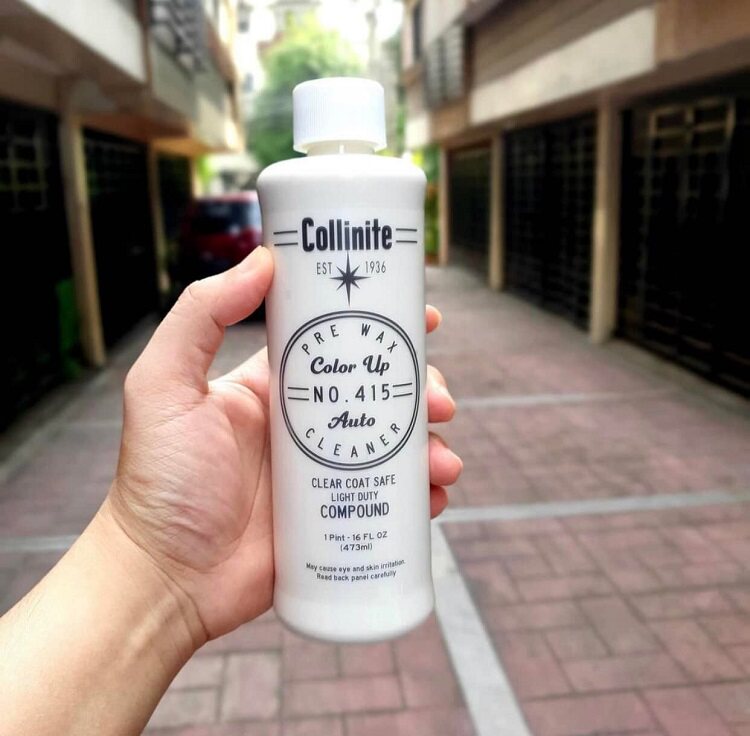 Collinite
EST 1936
PRE WAX
Color Up
NO. 415
Auto
CLEANER
CLEAR COAT SAFE
LIGHT DUTY
COMPOUND
1 Pint - 16 FL OZ
(473ml)
May cause eye and skin irritation.
Read back panel carefully